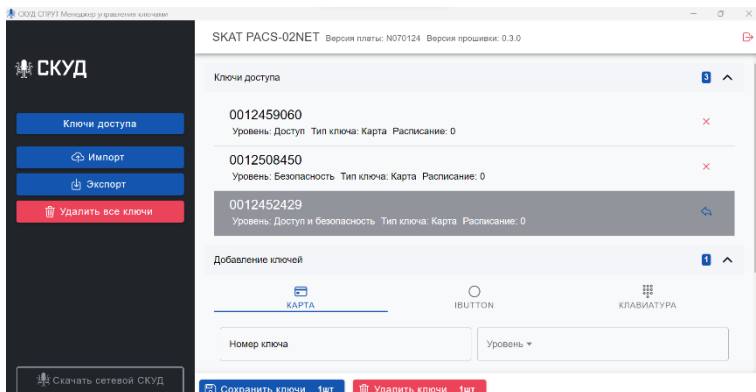 СКУД СПРУТ Менеджер управления ключами
SKAT PACS-02NET Версия платы: N070124 Версия прошивки: 0.3.0
СКУД
Ключи доступа
Импорт
Экспорт
Удалить все ключи
Скачать сетевой СКУД
Ключи доступа 3
0012459060
Уровень: Доступ Тип ключа: Карта Расписание: 0
0012508450
Уровень: Безопасность Тип ключа: Карта Расписание: 0
0012452429
Уровень: Доступ и безопасность Тип ключа: Карта Расписание: 0
Добавление ключей 1
КАРТА IBUTTON КЛАВИАТУРА
Номер ключа Уровень
Сохранить ключи 1шт Удалить ключи 1шт